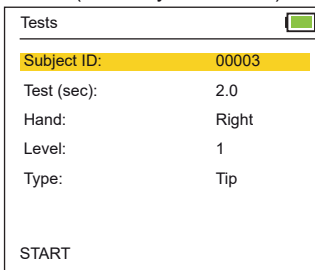 Tests
Subject ID: 00003
Test (sec): 2.0
Hand: Right
Level: 1
Type: Tip
START